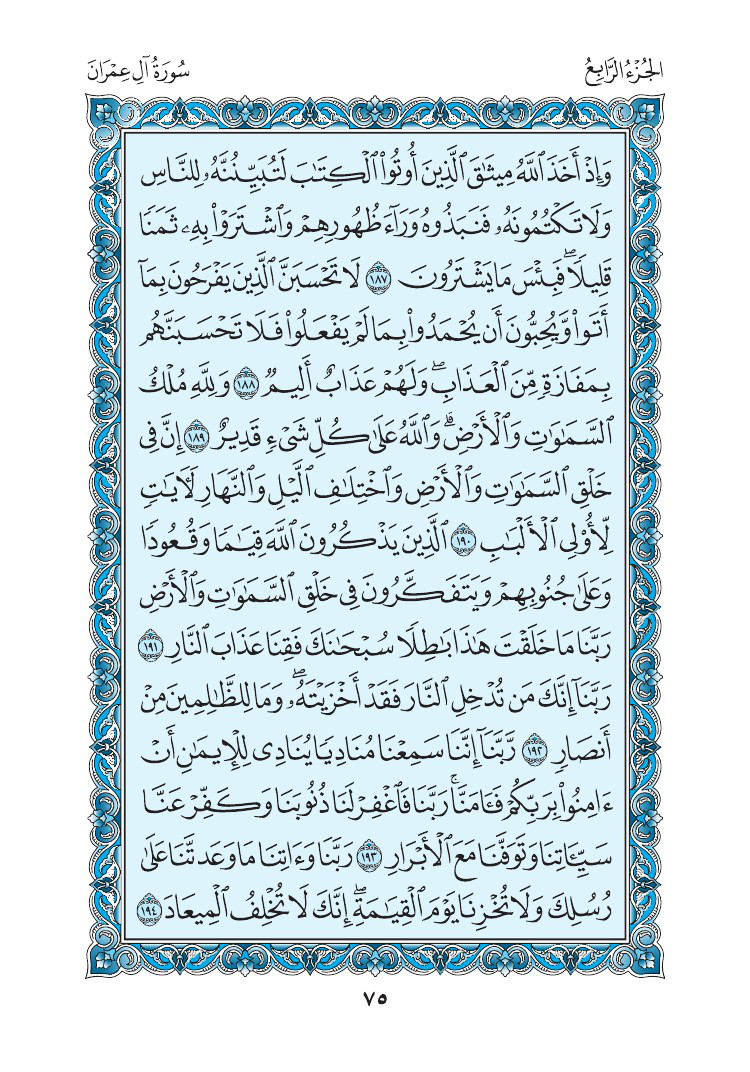 الجُزْءُ الرَّابِعُ
سُورَةُ آلِ عِمْرَانَ
وَإِذْ أَخَذَ ٱللَّهُ مِيثَٰقَ ٱلَّذِينَ أُوتُوا۟ ٱلْكِتَٰبَ لَتُبَيِّنُنَّهُۥ لِلنَّاسِ
وَلَا تَكْتُمُونَهُۥ فَنَبَذُوهُ وَرَآءَ ظُهُورِهِمْ وَٱشْتَرَوْا۟ بِهِۦ ثَمَنًا
قَلِيلًا ۖ فَبِئْسَ مَا يَشْتَرُونَ ١٨٧ لَا تَحْسَبَنَّ ٱلَّذِينَ يَفْرَحُونَ بِمَآ
أَتَوا۟ وَّيُحِبُّونَ أَن يُحْمَدُوا۟ بِمَا لَمْ يَفْعَلُوا۟ فَلَا تَحْسَبَنَّهُم
بِمَفَازَةٍ مِّنَ ٱلْعَذَابِ ۖ وَلَهُمْ عَذَابٌ أَلِيمٌ ١٨٨ وَلِلَّهِ مُلْكُ
ٱلسَّمَٰوَٰتِ وَٱلْأَرْضِ ۗ وَٱللَّهُ عَلَىٰ كُلِّ شَىْءٍ قَدِيرٌ ١٨٩ إِنَّ فِى
خَلْقِ ٱلسَّمَٰوَٰتِ وَٱلْأَرْضِ وَٱخْتِلَٰفِ ٱلَّيْلِ وَٱلنَّهَارِ لَءَايَٰتٍ
لِّأُو۟لِى ٱلْأَلْبَٰبِ ١٩٠ ٱلَّذِينَ يَذْكُرُونَ ٱللَّهَ قِيَٰمًا وَقُعُودًا
وَعَلَىٰ جُنُوبِهِمْ وَيَتَفَكَّرُونَ فِى خَلْقِ ٱلسَّمَٰوَٰتِ وَٱلْأَرْضِ
رَبَّنَا مَا خَلَقْتَ هَٰذَا بَٰطِلًا سُبْحَٰنَكَ فَقِنَا عَذَابَ ٱلنَّارِ ١٩١
رَبَّنَآ إِنَّكَ مَن تُدْخِلِ ٱلنَّارَ فَقَدْ أَخْزَيْتَهُۥ ۖ وَمَا لِلظَّٰلِمِينَ مِنْ
أَنصَارٍ ١٩٢ رَّبَّنَآ إِنَّنَا سَمِعْنَا مُنَادِيًا يُنَادِى لِلْإِيمَٰنِ أَنْ
ءَامِنُوا۟ بِرَبِّكُمْ فَـَٔامَنَّا ۚ رَبَّنَا فَٱغْفِرْ لَنَا ذُنُوبَنَا وَكَفِّرْ عَنَّا
سَيِّـَٔاتِنَا وَتَوَفَّنَا مَعَ ٱلْأَبْرَارِ ١٩٣ رَبَّنَا وَءَاتِنَا مَا وَعَدتَّنَا عَلَىٰ
رُسُلِكَ وَلَا تُخْزِنَا يَوْمَ ٱلْقِيَٰمَةِ ۗ إِنَّكَ لَا تُخْلِفُ ٱلْمِيعَادَ ١٩٤
٧٥